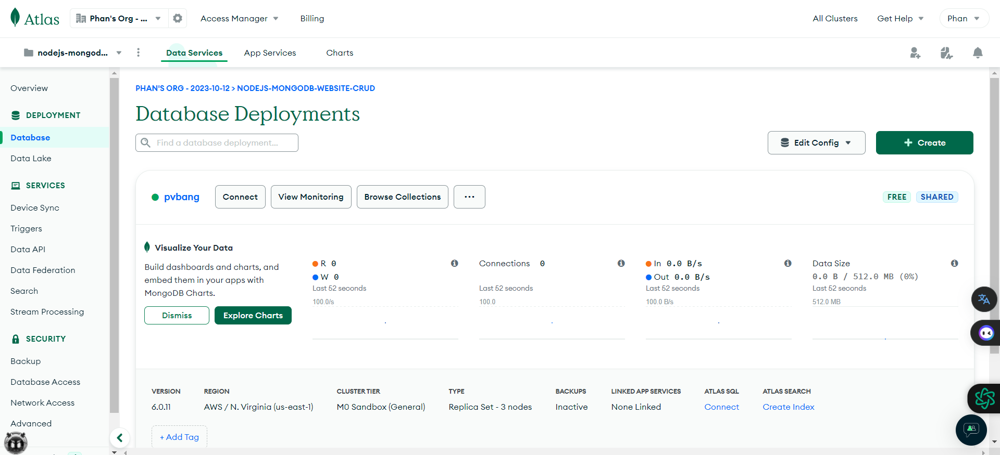 Atlas
Phan's Org - ...
Access Manager
Billing
All Clusters
Get Help
Phan
nodejs-mongod...
Data Services
App Services
Charts
Overview
DEPLOYMENT
Database
Data Lake
SERVICES
Device Sync
Triggers
Data API
Data Federation
Search
Stream Processing
SECURITY
Backup
Database Access
Network Access
Advanced
PHAN'S ORG - 2023-10-12 > NODEJS-MONGODB-WEBSITE-CRUD
Database Deployments
Find a database deployment...
Edit Config
+ Create
pvbang
Connect
View Monitoring
Browse Collections
...
FREE
SHARED
Visualize Your Data
Build dashboards and charts, and
embed them in your apps with
MongoDB Charts.
Dismiss
Explore Charts
R 0
W 0
Last 52 seconds
100.0/s
Connections 0
Last 52 seconds
100.0
In 0.0 B/s
Out 0.0 B/s
Last 52 seconds
100.0 B/s
Data Size
0.0 B / 512.0 MB (0%)
Last 52 seconds
512.0 MB
VERSION
6.0.11
REGION
AWS / N. Virginia (us-east-1)
CLUSTER TIER
M0 Sandbox (General)
TYPE
Replica Set - 3 nodes
BACKUPS
Inactive
LINKED APP SERVICES
None Linked
ATLAS SQL
Connect
ATLAS SEARCH
Create Index
+ Add Tag